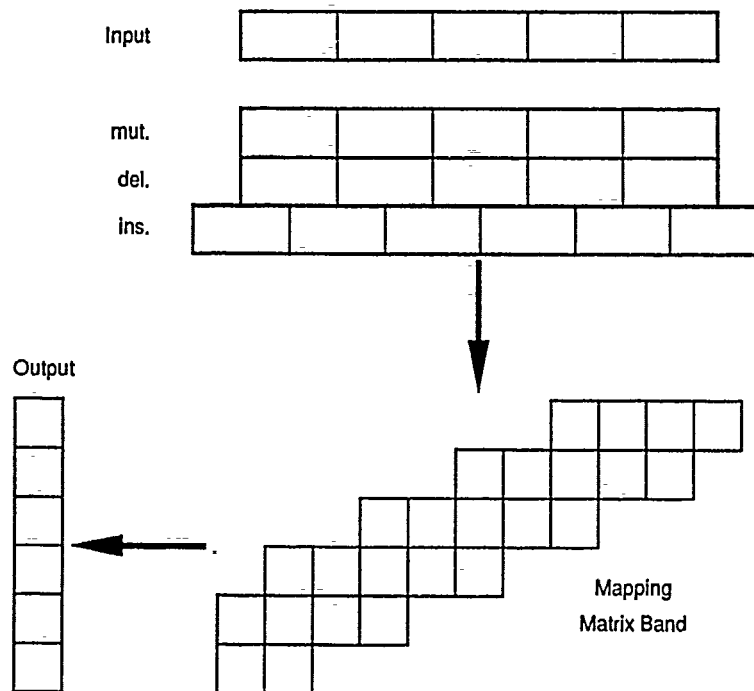 Input
mut.
del.
ins.
Output
Mapping
Matrix Band